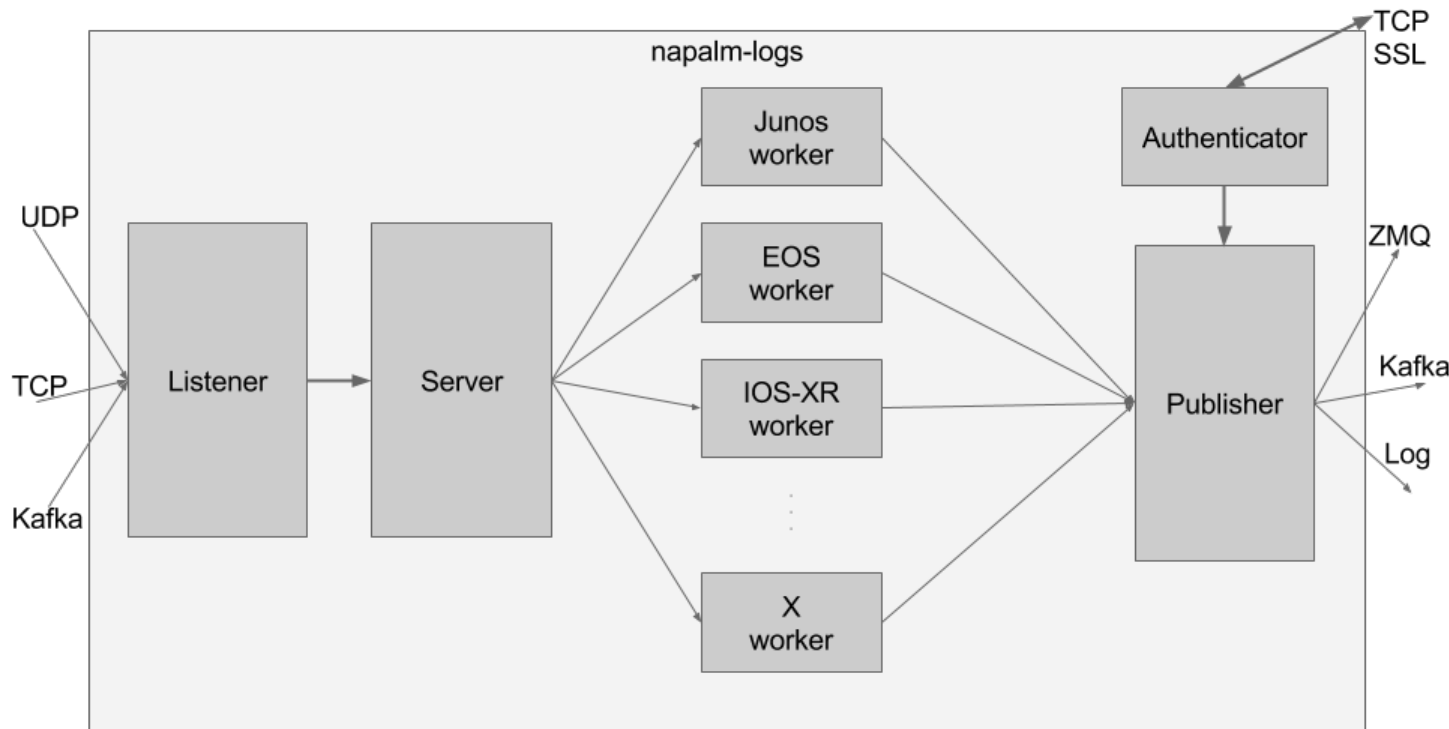 napalm-logs
TCP
SSL
Junos
worker
Authenticator
UDP
ZMQ
EOS
worker
TCP
Listener
Server
IOS-XR
worker
Publisher
Kafka
Log
Kafka
X
worker